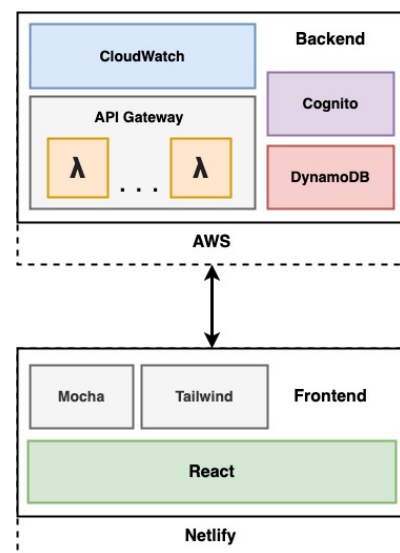 Backend
CloudWatch
Cognito
API Gateway
λ . . . λ
DynamoDB
AWS
Mocha
Tailwind
Frontend
React
Netlify